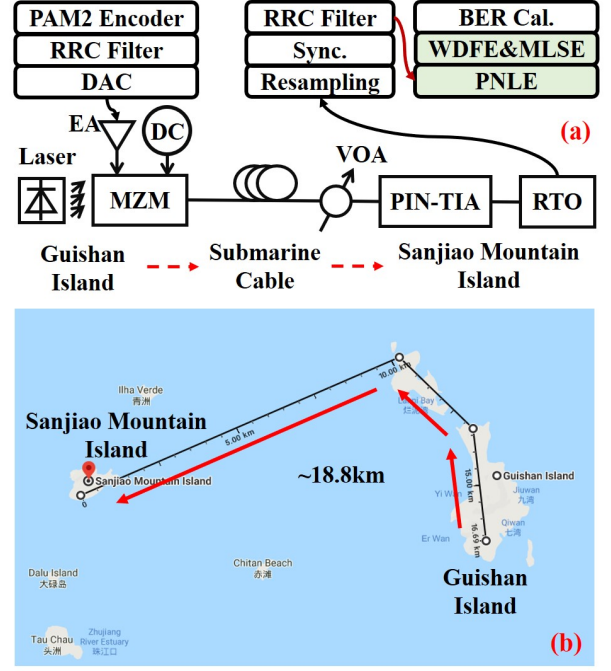 PAM2 Encoder
RRC Filter
DAC
RRC Filter
Sync.
Resampling
BER Cal.
WDFE&MLSE
PNLE
(a)
EA
DC
Laser
MZM
VOA
PIN-TIA
RTO
Guishan
Island
Submarine
Cable
Sanjiao Mountain
Island
10.00 km
Ilha Verde
青洲
Sanjiao Mountain
Island
5.00 km
Sanjiao Mountain Island
0
~18.8km
15.00 km
Guishan Island
Yi Wan
Jiuwan
九湾
16.69 km
Qiwan
七湾
Er Wan
Chitan Beach
赤滩
Guishan
Island
Dalu Island
大碌岛
Tau Chau
头洲
Zhujiang
River Estuary
珠江口
(b)